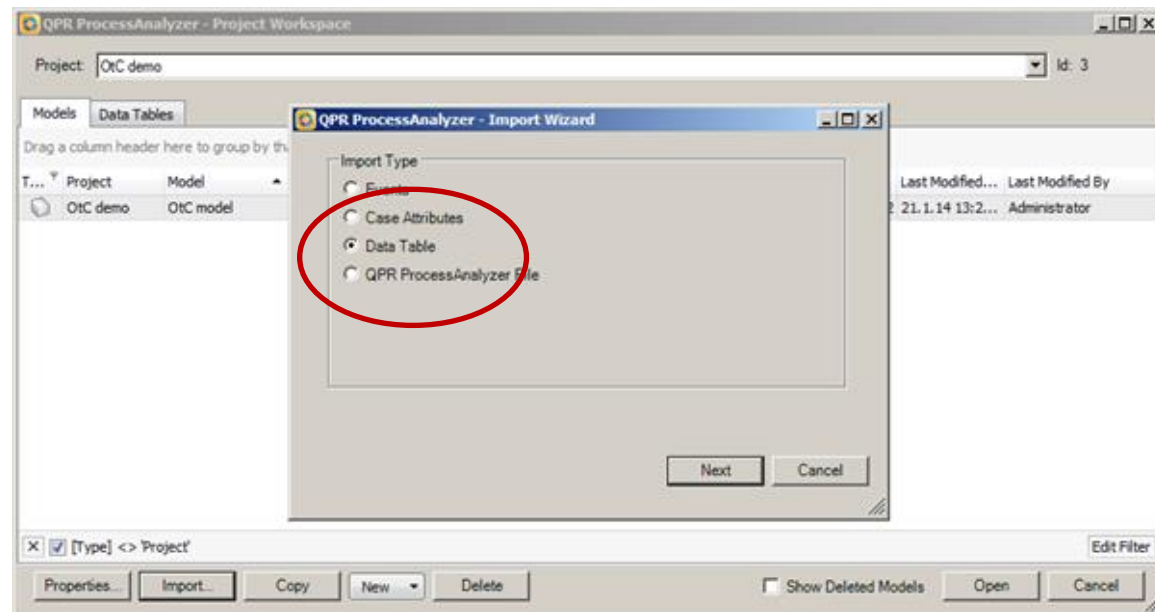 QPR ProcessAnalyzer - Project Workspace
Project: OtC demo Id: 3
Models Data Tables
Drag a column header here to group by th
T... Project Model Last Modified... Last Modified By
OtC demo OtC model 2 21.1.14 13:2... Administrator
QPR ProcessAnalyzer - Import Wizard
Import Type
Events
Case Attributes
Data Table
QPR ProcessAnalyzer File
Next Cancel
[Type] <> 'Project' Edit Filter
Properties... Import... Copy New Delete Show Deleted Models Open Cancel